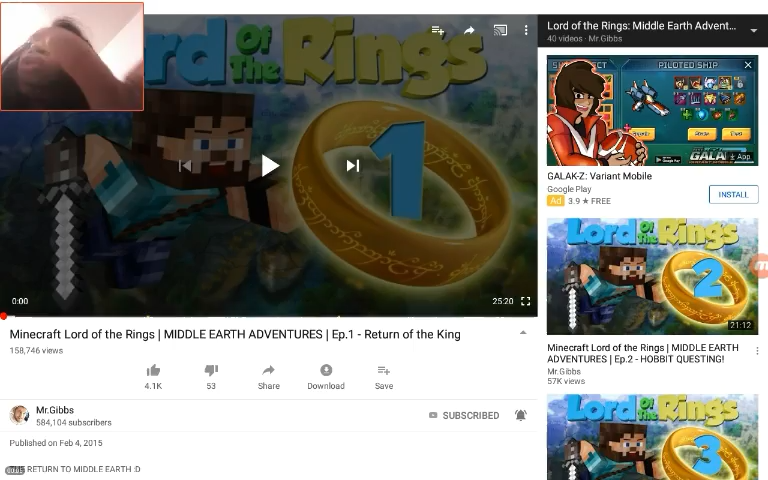 Lord
Of
The
Rings
1
0:00
25:20
Minecraft Lord of the Rings | MIDDLE EARTH ADVENTURES | Ep.1 - Return of the King
158,746 views
4.1K
53
Share
Download
Save
Mr.Gibbs
584,104 subscribers
SUBSCRIBED
Published on Feb 4, 2015
RETURN TO MIDDLE EARTH :D
Lord of the Rings: MIDDLE Earth Advent...
40 videos · Mr.Gibbs
PILOTED SHIP
App
GALAK-Z: Variant Mobile
Google Play
Ad 3.9 ★ FREE
INSTALL
Lord Of The Rings
2
21:12
Minecraft Lord of the Rings | MIDDLE EARTH
ADVENTURES | Ep.2 - HOBBIT QUESTING!
Mr.Gibbs
57K views
Lord Of The Rings
3